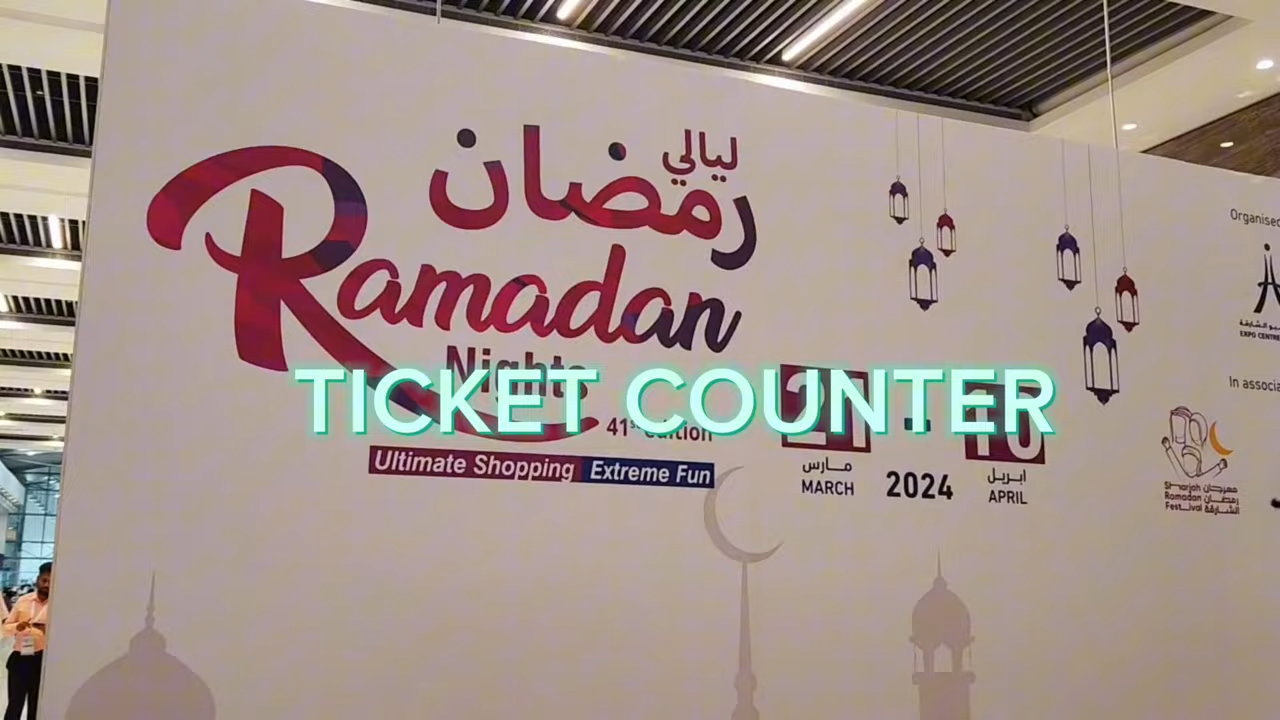 ليالي
رمضان
Ramadan
Nights
TICKET COUNTER
41st edition
Ultimate Shopping Extreme Fun
21 -
مارس
MARCH
2024
ابريل
APRIL
Organised
EXPO CENTRE
In associa
Sharjah
Ramadan
Festival
مهرجان
رمضان
الشارقة